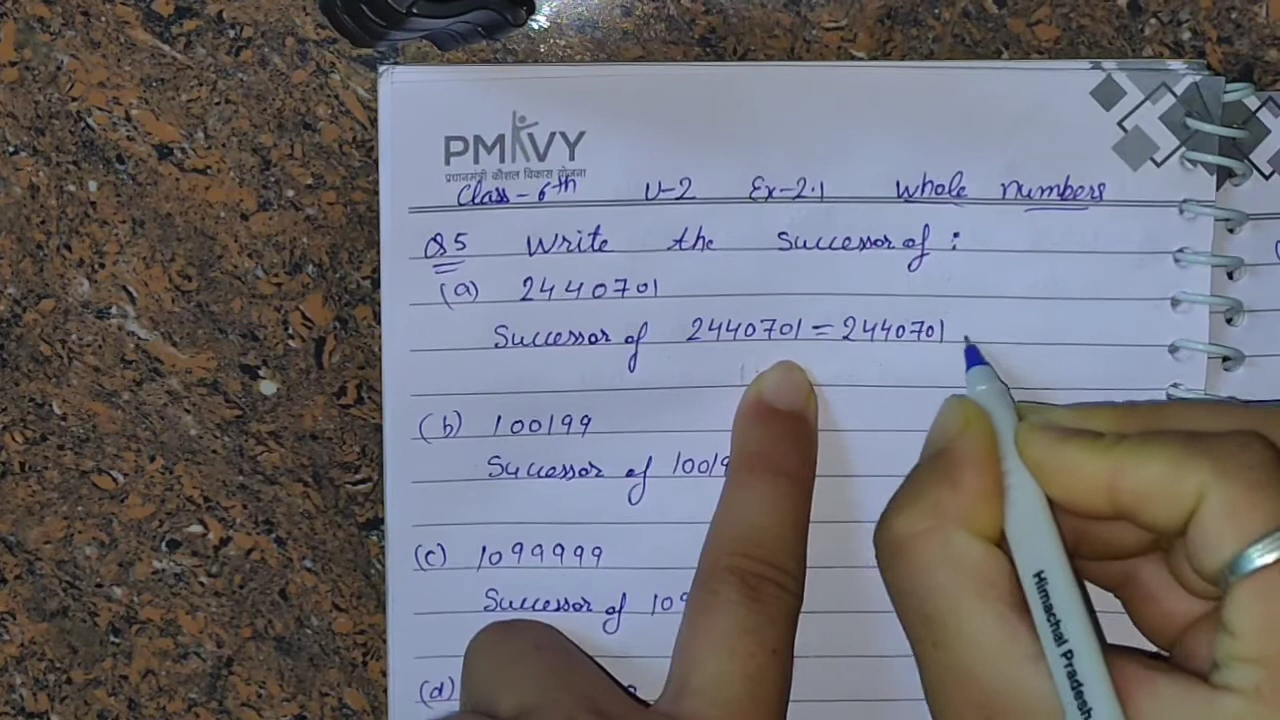 PMKVY
प्रधानमंत्री कौशल विकास योजना
Class - 6th U-2 Ex-2.1 Whole numbers
Q5 Write the Successor of :
(a) 2440701
Successor of 2440701 = 2440701
(b) 100199
Successor of 1001
(c) 1099999
Successor of 109
(d)
Himachal Pradesh